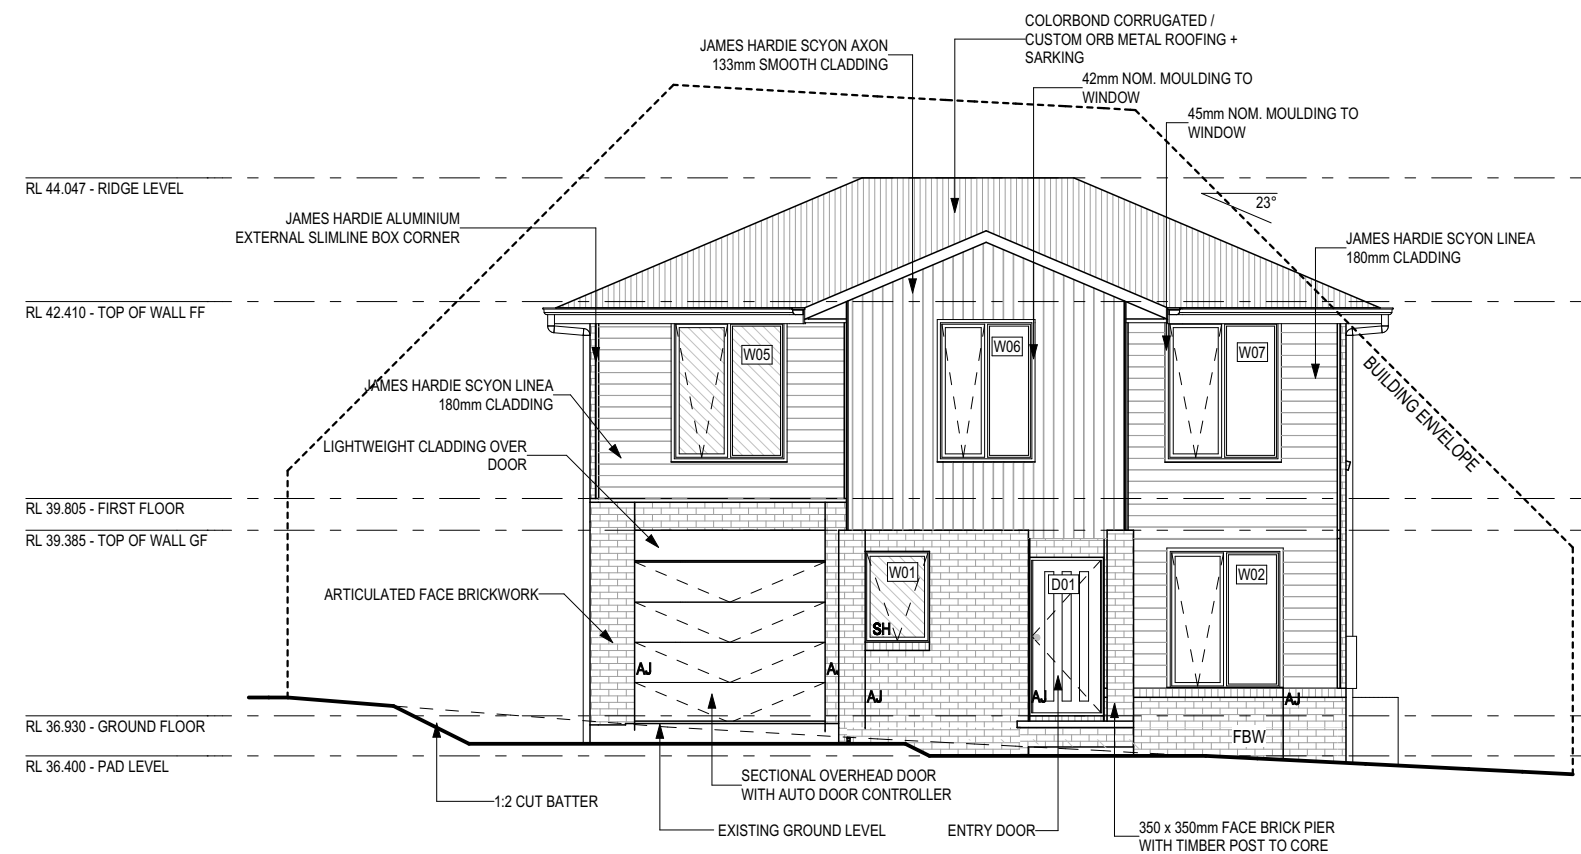 COLORBOND CORRUGATED /
CUSTOM ORB METAL ROOFING +
SARKING
JAMES HARDIE SCYON AXON
133mm SMOOTH CLADDING
42mm NOM. MOULDING TO
WINDOW
45mm NOM. MOULDING TO
WINDOW
RL 44.047 - RIDGE LEVEL
23°
JAMES HARDIE ALUMINIUM
EXTERNAL SLIMLINE BOX CORNER
JAMES HARDIE SCYON LINEA
180mm CLADDING
RL 42.410 - TOP OF WALL FF
W05
W06
W07
JAMES HARDIE SCYON LINEA
180mm CLADDING
BUILDING ENVELOPE
LIGHTWEIGHT CLADDING OVER
DOOR
RL 39.805 - FIRST FLOOR
RL 39.385 - TOP OF WALL GF
W01
D01
W02
ARTICULATED FACE BRICKWORK
SH
AJ
A
AJ
AJ
AJ
RL 36.930 - GROUND FLOOR
FBW
RL 36.400 - PAD LEVEL
SECTIONAL OVERHEAD DOOR
WITH AUTO DOOR CONTROLLER
1:2 CUT BATTER
EXISTING GROUND LEVEL
ENTRY DOOR
350 x 350mm FACE BRICK PIER
WITH TIMBER POST TO CORE